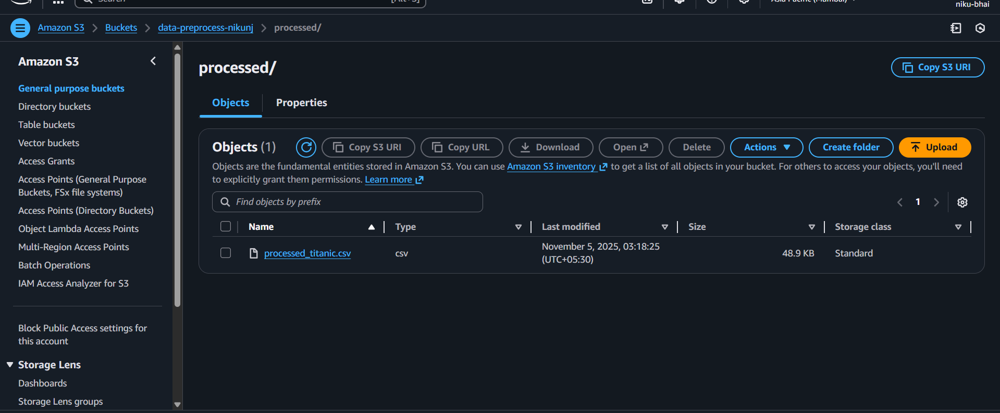 Search
[Alt+S]
Asia Pacific (Mumbai)
niku-bhai
Amazon S3
Buckets
data-preprocess-nikunj
processed/
Amazon S3
General purpose buckets
Directory buckets
Table buckets
Vector buckets
Access Grants
Access Points (General Purpose
Buckets, FSx file systems)
Access Points (Directory Buckets)
Object Lambda Access Points
Multi-Region Access Points
Batch Operations
IAM Access Analyzer for S3
Block Public Access settings for
this account
Storage Lens
Dashboards
Storage Lens groups
processed/
Copy S3 URI
Objects
Properties
Objects (1)
Copy S3 URI
Copy URL
Download
Open
Delete
Actions
Create folder
Upload
Objects are the fundamental entities stored in Amazon S3. You can use Amazon S3 inventory to get a list of all objects in your bucket. For others to access your objects, you'll need
to explicitly grant them permissions. Learn more
Find objects by prefix
1
Name
Type
Last modified
Size
Storage class
processed_titanic.csv
csv
November 5, 2025, 03:18:25
(UTC+05:30)
48.9 KB
Standard